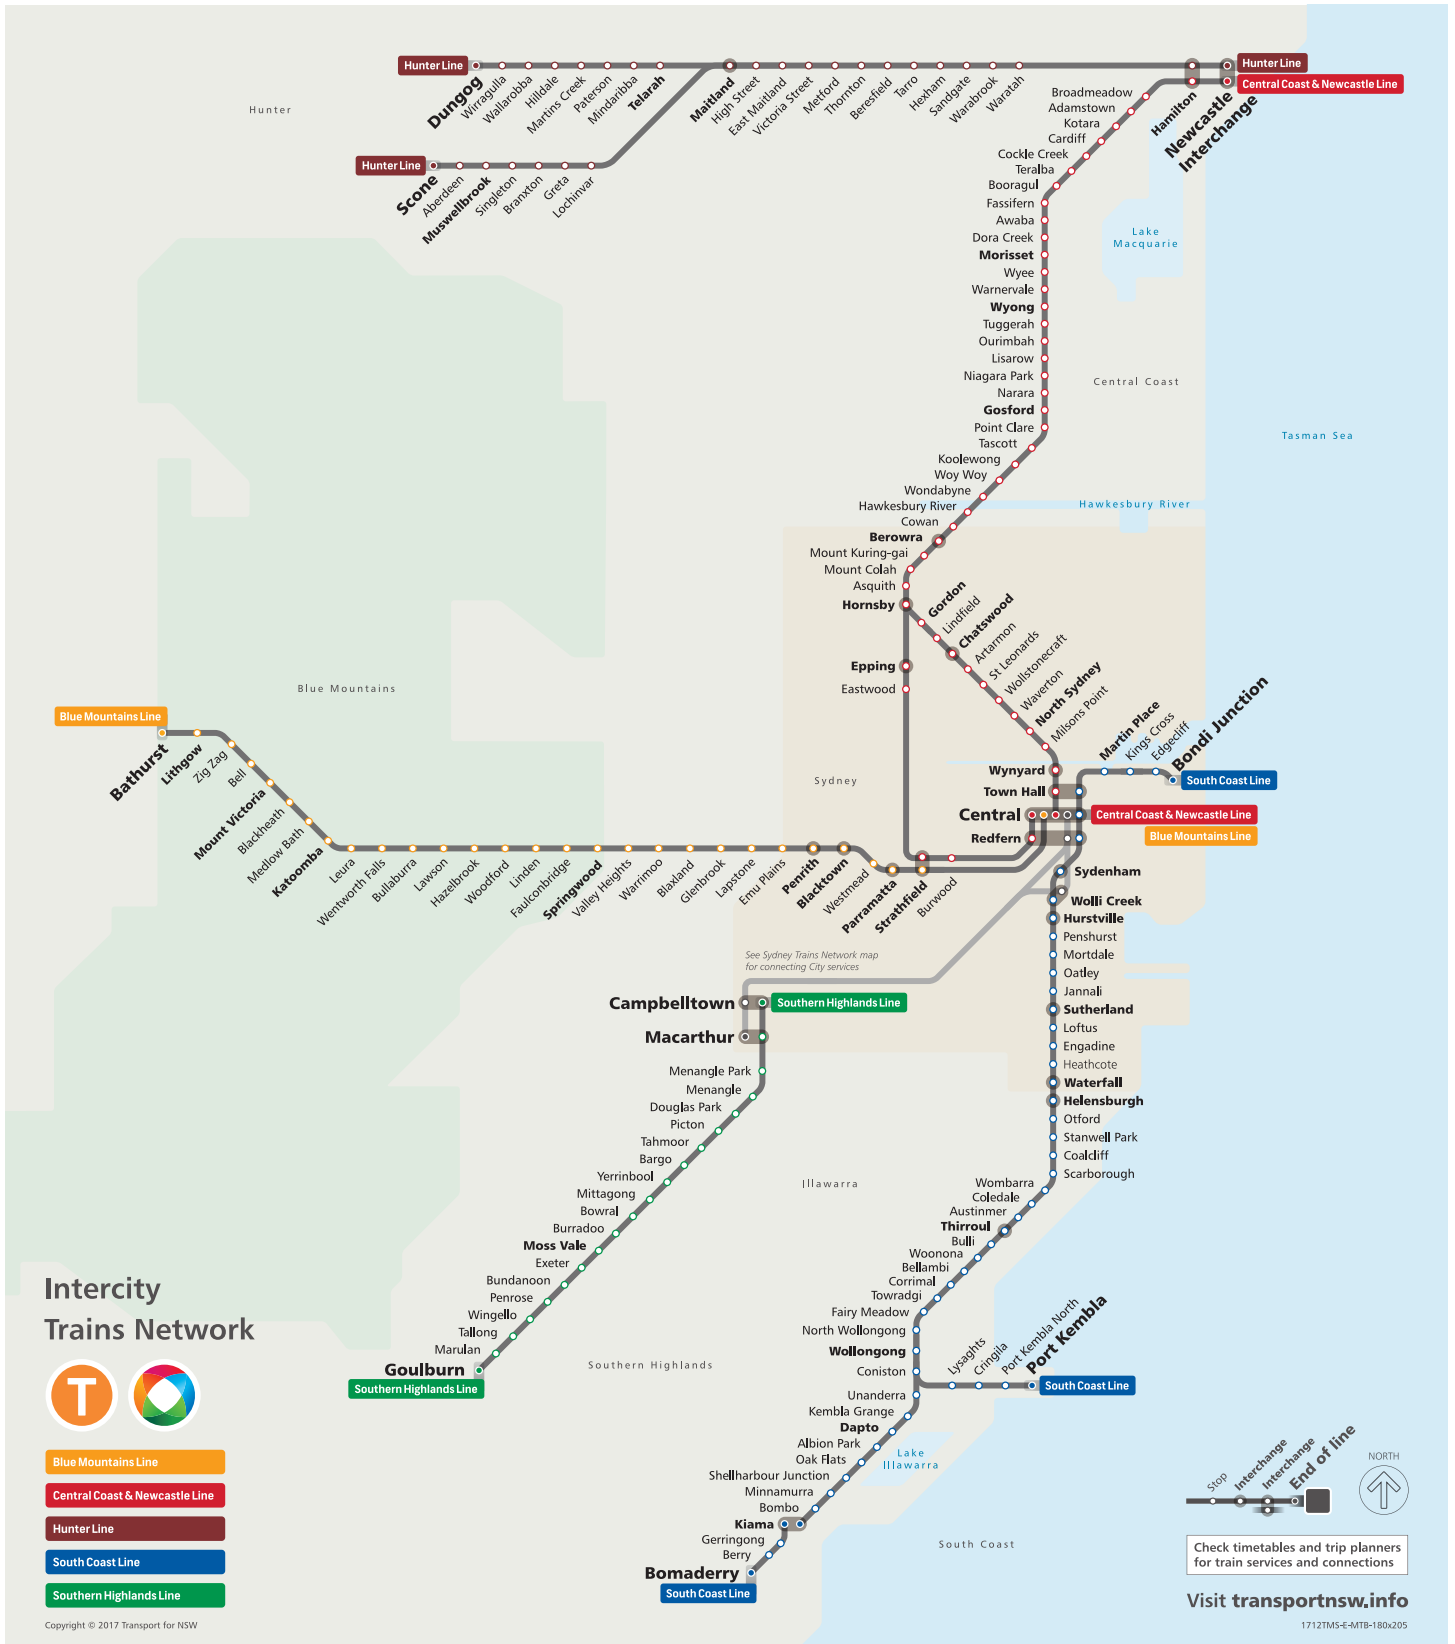 Hunter Line
Dungog
Wirragulla
Wallarobba
Hilldale
Martins Creek
Paterson
Mindaribba
Telarah
Maitland
High Street
East Maitland
Victoria Street
Metford
Thornton
Beresfield
Tarro
Hexham
Sandgate
Warabrook
Waratah
Hamilton
Newcastle
Interchange
Hunter Line
Central Coast & Newcastle Line
Hunter
Hunter Line
Scone
Aberdeen
Muswellbrook
Singleton
Branxton
Greta
Lochinvar
Broadmeadow
Adamstown
Kotara
Cardiff
Cockle Creek
Teralba
Booragul
Fassifern
Awaba
Dora Creek
Morisset
Wyee
Warnervale
Wyong
Tuggerah
Ourimbah
Lisarow
Niagara Park
Narara
Gosford
Point Clare
Tascott
Koolewong
Woy Woy
Wondabyne
Hawkesbury River
Cowan
Berowra
Mount Kuring-gai
Mount Colah
Asquith
Hornsby
Lake
Macquarie
Central Coast
Tasman Sea
Hawkesbury River
Gordon
Lindfield
Chatswood
Artarmon
St Leonards
Wollstonecraft
Waverton
North Sydney
Milsons Point
Epping
Eastwood
Wynyard
Town Hall
Central
Redfern
Martin Place
Kings Cross
Edgecliff
Bondi Junction
South Coast Line
Central Coast & Newcastle Line
Blue Mountains Line
Sydney
Blue Mountains
Blue Mountains Line
Bathurst
Lithgow
Zig Zag
Bell
Mount Victoria
Blackheath
Medlow Bath
Katoomba
Leura
Wentworth Falls
Bullaburra
Lawson
Hazelbrook
Woodford
Linden
Faulconbridge
Springwood
Valley Heights
Warrimoo
Blaxland
Glenbrook
Lapstone
Emu Plains
Penrith
Blacktown
Westmead
Parramatta
Strathfield
Burwood
Sydenham
Wolli Creek
Hurstville
Penshurst
Mortdale
Oatley
Jannali
Sutherland
Loftus
Engadine
Heathcote
Waterfall
Helensburgh
Otford
Stanwell Park
Coalcliff
Scarborough
See Sydney Trains Network map
for connecting City services
Campbelltown
Southern Highlands Line
Macarthur
Menangle Park
Menangle
Douglas Park
Picton
Tahmoor
Bargo
Yerrinbool
Mittagong
Bowral
Burradoo
Moss Vale
Exeter
Bundanoon
Penrose
Wingello
Tallong
Marulan
Goulburn
Southern Highlands Line
Illawarra
Southern Highlands
Wombarra
Coledale
Austinmer
Thirroul
Bulli
Woonona
Bellambi
Corrimal
Towradgi
Fairy Meadow
North Wollongong
Wollongong
Coniston
Lysaghts
Cringila
Port Kembla North
Port Kembla
South Coast Line
Unanderra
Kembla Grange
Dapto
Albion Park
Oak Flats
Shellharbour Junction
Minnamurra
Bombo
Kiama
Gerringong
Berry
Bomaderry
South Coast Line
Lake
Illawarra
South Coast
Intercity
Trains Network
T
Blue Mountains Line
Central Coast & Newcastle Line
Hunter Line
South Coast Line
Southern Highlands Line
Copyright © 2017 Transport for NSW
Stop
Interchange
Interchange
End of line
NORTH
Check timetables and trip planners
for train services and connections
Visit transportnsw.info
1712TMS-E-MTB-180x205